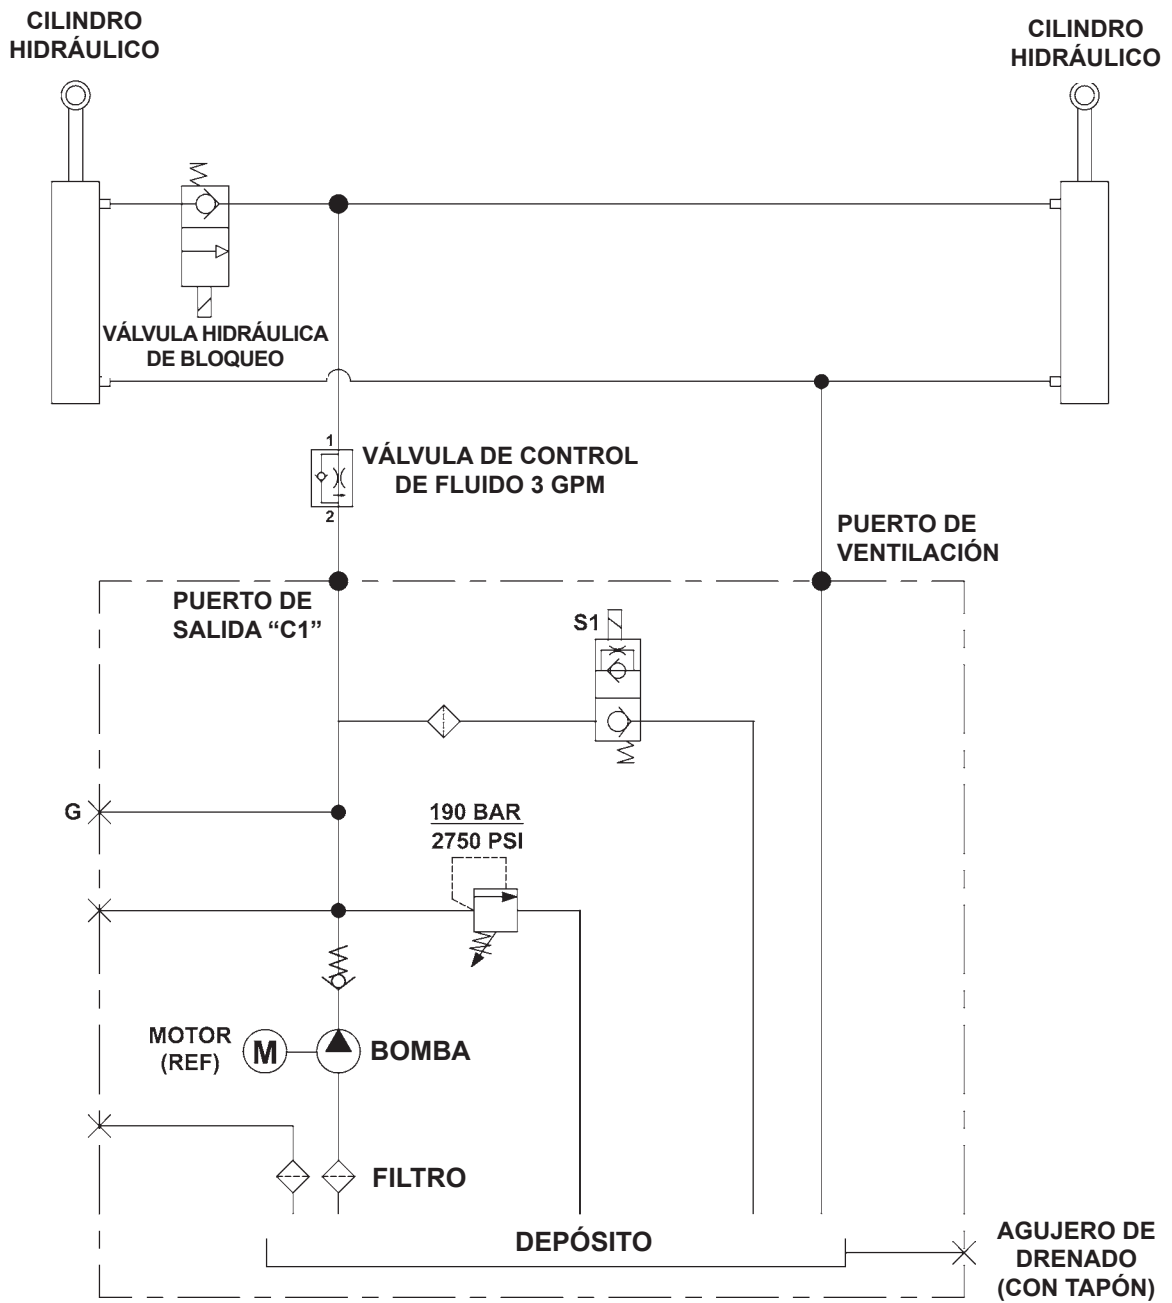 CILINDRO
HIDRÁULICO
CILINDRO
HIDRÁULICO
VÁLVULA HIDRÁULICA
DE BLOQUEO
1
VÁLVULA DE CONTROL
DE FLUIDO 3 GPM
2
PUERTO DE
VENTILACIÓN
PUERTO DE
SALIDA “C1”
S1
G
190 BAR
2750 PSI
MOTOR
(REF)
M
BOMBA
FILTRO
DEPÓSITO
AGUJERO DE
DRENADO
(CON TAPÓN)